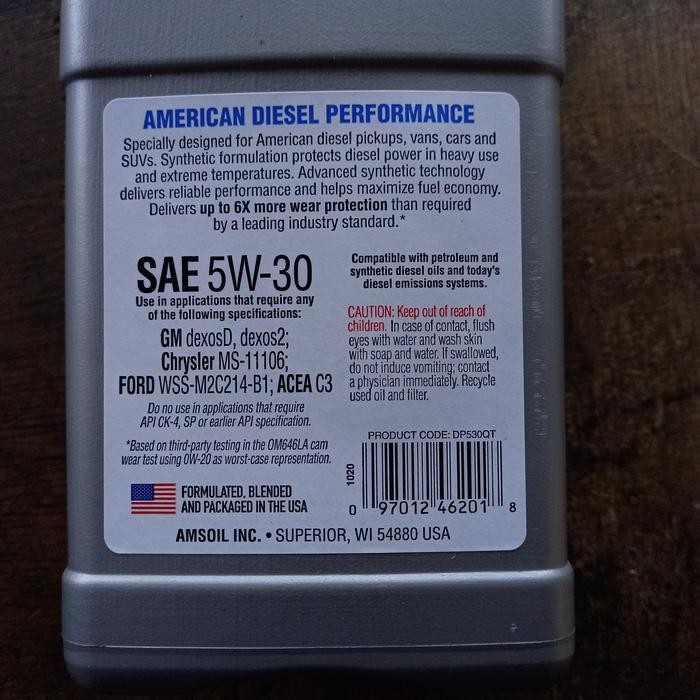 AMERICAN DIESEL PERFORMANCE
Specially designed for American diesel pickups, vans, cars and
SUVs. Synthetic formulation protects diesel power in heavy use
and extreme temperatures. Advanced synthetic technology
delivers reliable performance and helps maximize fuel economy.
Delivers up to 6X more wear protection than required
by a leading industry standard.*
SAE 5W-30
Use in applications that require any
of the following specifications:
GM dexosD, dexos2;
Chrysler MS-11106;
FORD WSS-M2C214-B1; ACEA C3
Do no use in applications that require
API CK-4, SP or earlier API specification.
*Based on third-party testing in the OM646LA cam
wear test using 0W-20 as worst-case representation.
FORMULATED, BLENDED
AND PACKAGED IN THE USA
Compatible with petroleum and
synthetic diesel oils and today's
diesel emissions systems.
CAUTION: Keep out of reach of
children. In case of contact, flush
eyes with water and wash skin
with soap and water. If swallowed,
do not induce vomiting; contact
a physician immediately. Recycle
used oil and filter.
PRODUCT CODE: DP530QT
1020
0 97012 46201 8
AMSOIL INC. • SUPERIOR, WI 54880 USA